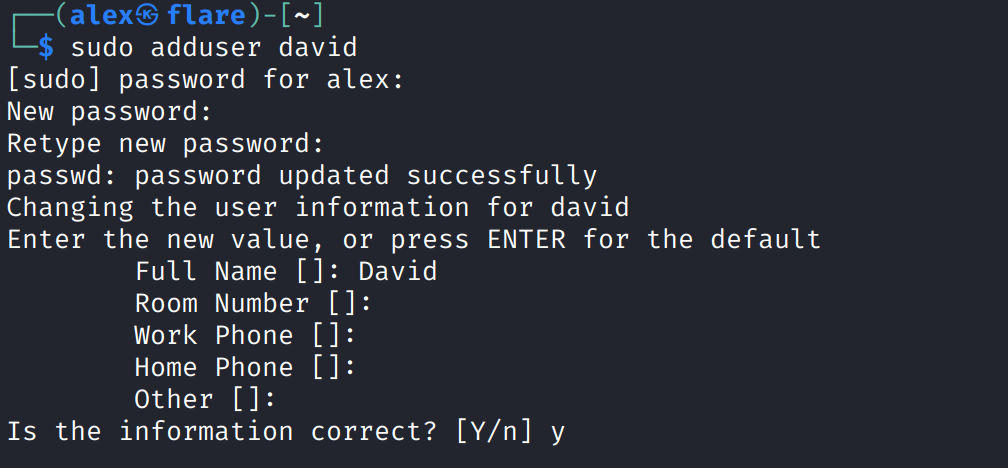 ┌──(alex㉿flare)-[~]
└─$ sudo adduser david
[sudo] password for alex:
New password:
Retype new password:
passwd: password updated successfully
Changing the user information for david
Enter the new value, or press ENTER for the default
        Full Name []: David
        Room Number []:
        Work Phone []:
        Home Phone []:
        Other []:
Is the information correct? [Y/n] y